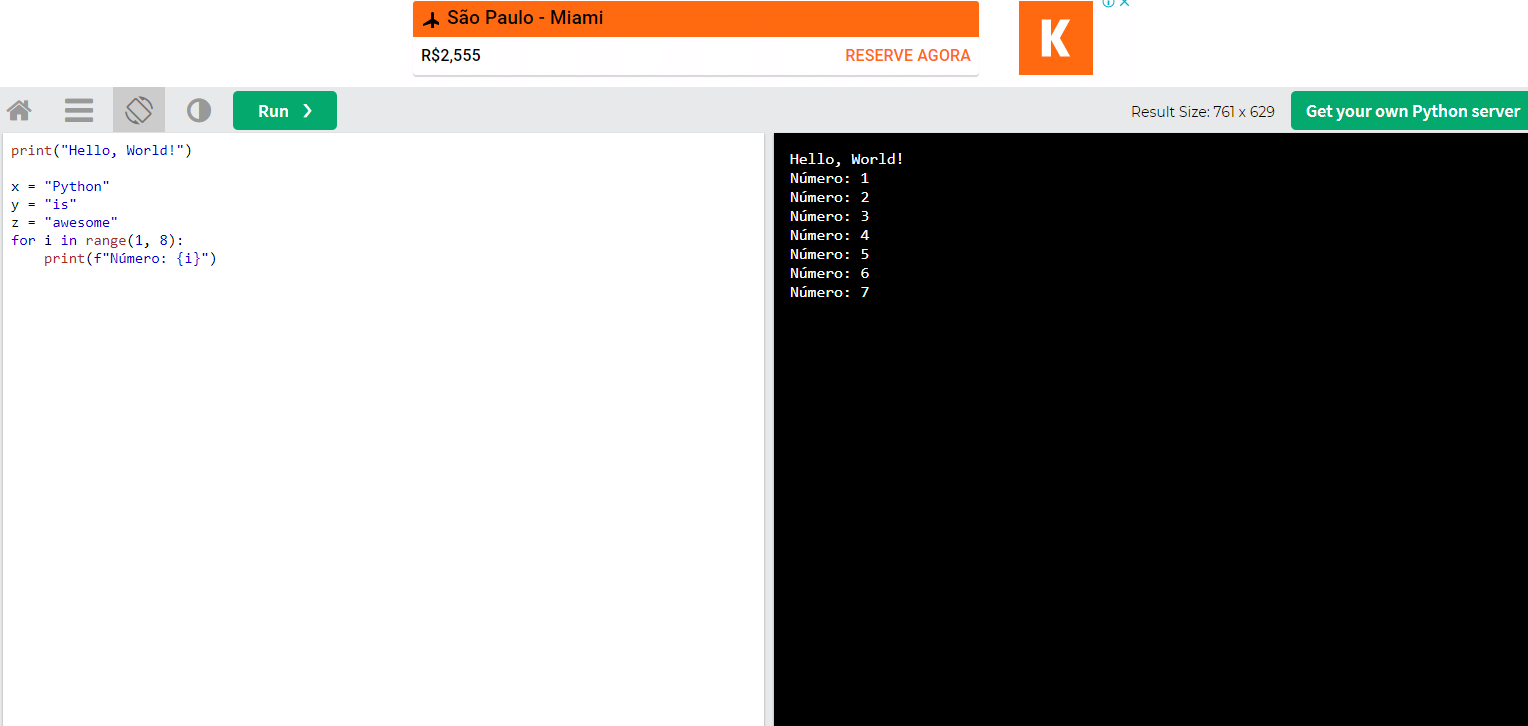 São Paulo - Miami
R$2,555
RESERVE AGORA
K
Run ❯
Result Size: 761 x 629
Get your own Python server
print("Hello, World!")
x = "Python"
y = "is"
z = "awesome"
for i in range(1, 8):
    print(f"Número: {i}")
Hello, World!
Número: 1
Número: 2
Número: 3
Número: 4
Número: 5
Número: 6
Número: 7